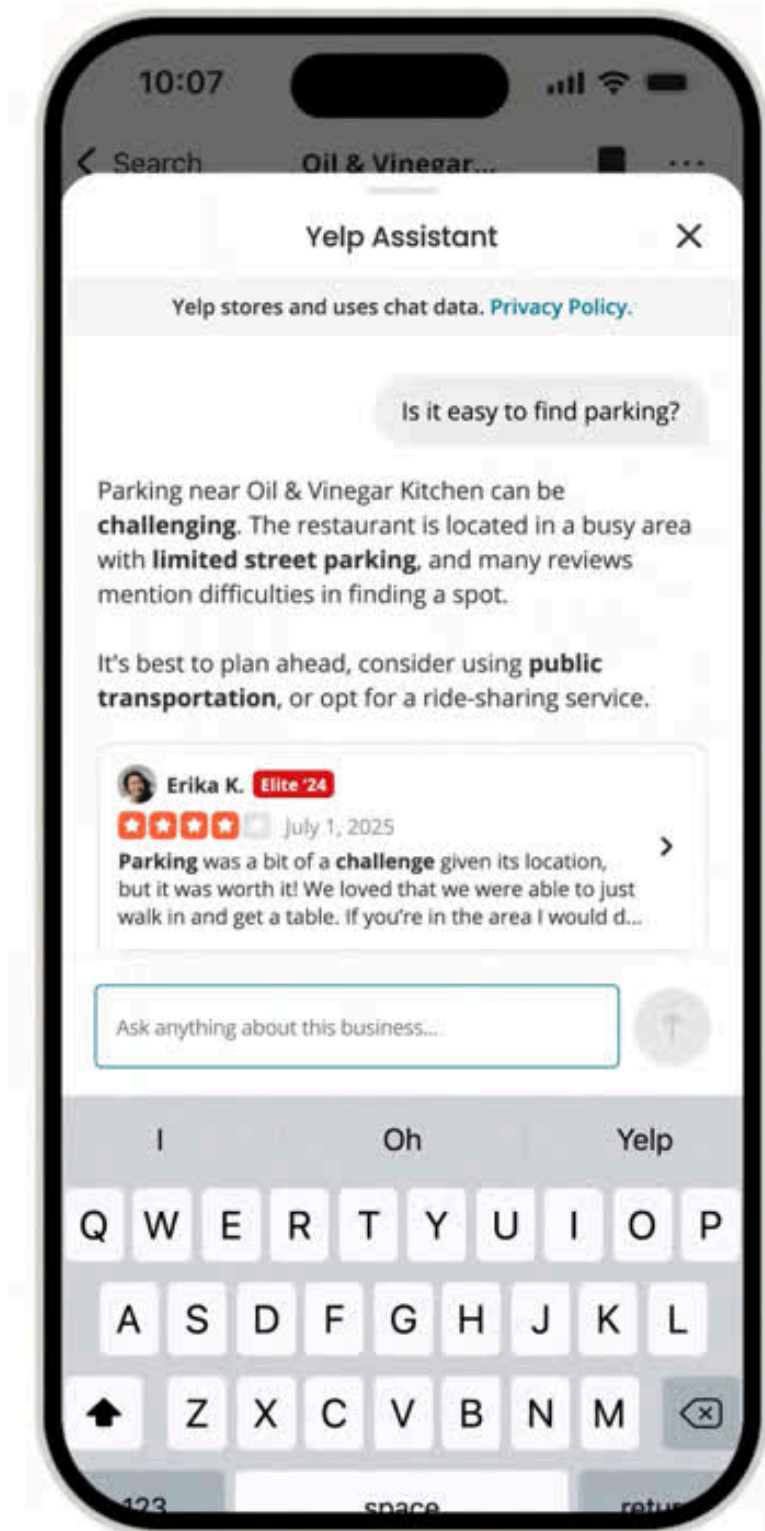 10:07
Search Oil & Vinegar... ...
Yelp Assistant
Yelp stores and uses chat data. Privacy Policy.
Is it easy to find parking?
Parking near Oil & Vinegar Kitchen can be
challenging. The restaurant is located in a busy area
with limited street parking, and many reviews
mention difficulties in finding a spot.
It's best to plan ahead, consider using public
transportation, or opt for a ride-sharing service.
Erika K. Elite '24
July 1, 2025
Parking was a bit of a challenge given its location,
but it was worth it! We loved that we were able to just
walk in and get a table. If you're in the area I would d...
Ask anything about this business...
I Oh Yelp
Q W E R T Y U I O P
A S D F G H J K L
Z X C V B N M
123 space return